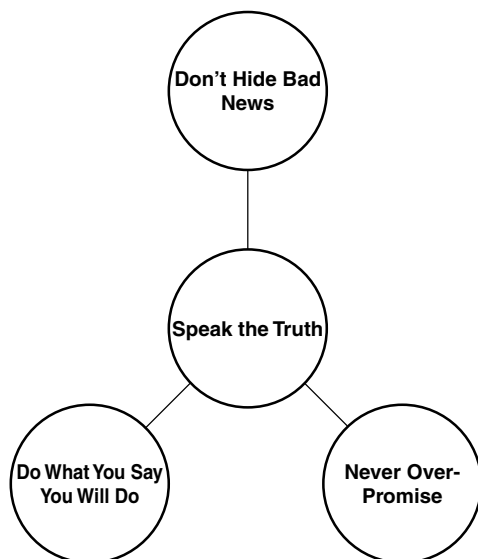 Don’t Hide Bad
News
Speak the Truth
Do What You Say
You Will Do
Never Over-
Promise